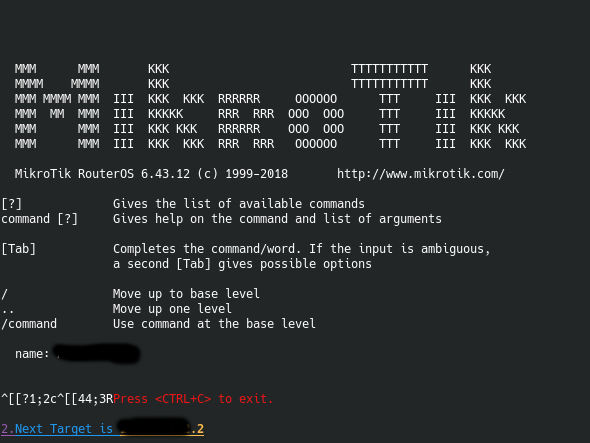 MMM      MMM       KKK                          TTTTTTTTTTT      KKK
MMMM    MMMM       KKK                          TTTTTTTTTTT      KKK
MMM MMMM MMM  III  KKK  KKK  RRRRRR     OOOOOO      TTT     III  KKK  KKK
MMM  MM  MMM  III  KKKKK     RRR  RRR  OOO  OOO     TTT     III  KKKKK
MMM      MMM  III  KKK KKK   RRRRRR    OOO  OOO     TTT     III  KKK KKK
MMM      MMM  III  KKK  KKK  RRR  RRR   OOOOOO      TTT     III  KKK  KKK
MikroTik RouterOS 6.43.12 (c) 1999-2018       http://www.mikrotik.com/
[?]             Gives the list of available commands
command [?]     Gives help on the command and list of arguments
[Tab]           Completes the command/word. If the input is ambiguous,
a second [Tab] gives possible options
/               Move up to base level
..              Move up one level
/command        Use command at the base level
name:
^[[?1;2c^[[44;3RPress <CTRL+C> to exit.
2.Next Target is .2